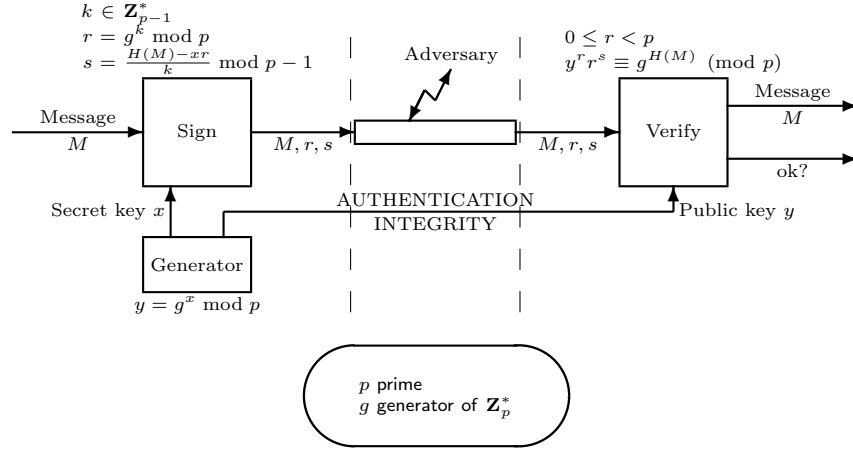 k ∈ Z*_{p−1}
r = g^k mod p
s = \frac{H(M)−xr}{k} mod p − 1
0 ≤ r < p
y^r r^s ≡ g^{H(M)} (mod p)
Adversary
Message
M
Sign
M, r, s
M, r, s
Verify
Message
M
ok?
Secret key x
AUTHENTICATION
INTEGRITY
Public key y
Generator
y = g^x mod p
p prime
g generator of Z*_p